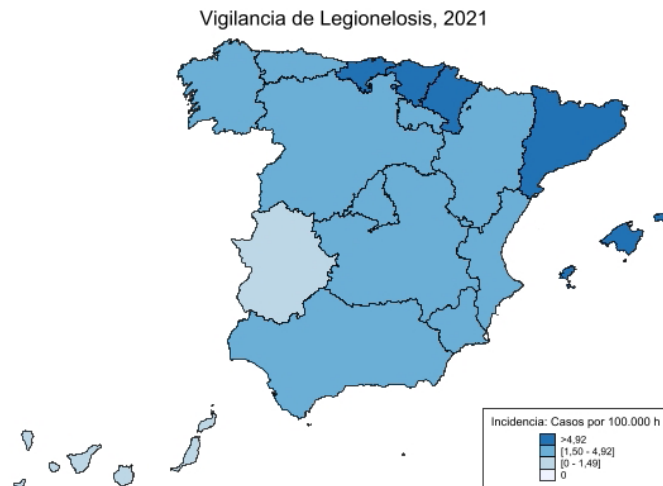 Vigilancia de Legionelosis, 2021
Incidencia: Casos por 100.000 h
>4,92
[1,50 - 4,92]
[0 - 1,49]
0